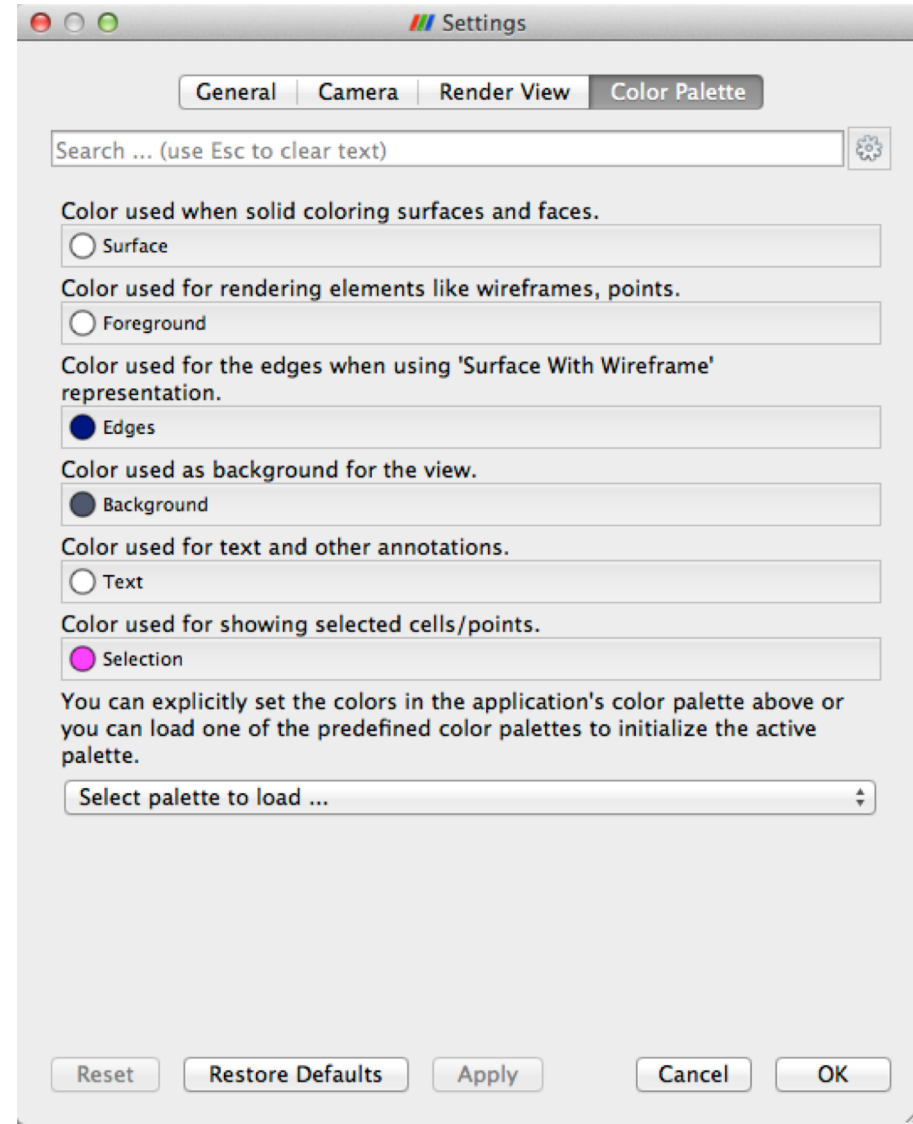 Settings
General Camera Render View Color Palette
Search ... (use Esc to clear text)
Color used when solid coloring surfaces and faces.
Surface
Color used for rendering elements like wireframes, points.
Foreground
Color used for the edges when using 'Surface With Wireframe'
representation.
Edges
Color used as background for the view.
Background
Color used for text and other annotations.
Text
Color used for showing selected cells/points.
Selection
You can explicitly set the colors in the application's color palette above or
you can load one of the predefined color palettes to initialize the active
palette.
Select palette to load ...
Reset Restore Defaults Apply Cancel OK